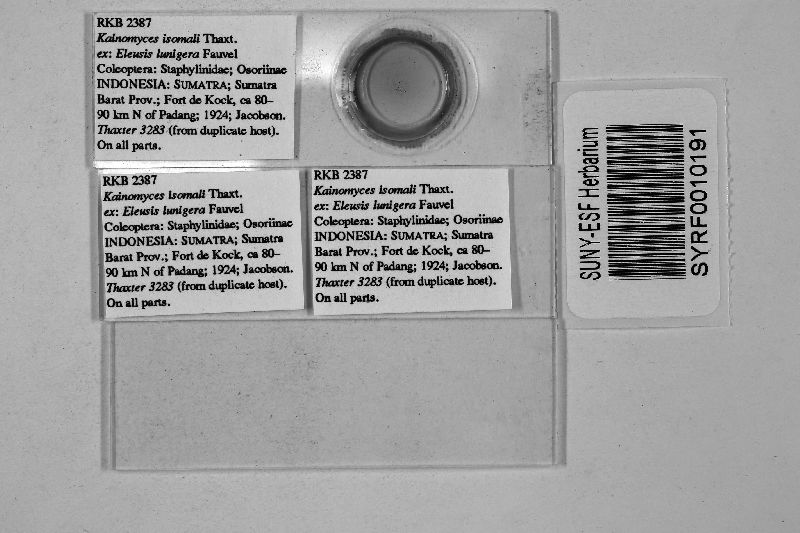 RKB 2387
Kainomyces isomali Thaxt.
ex: Eleusis lunigera Fauvel
Coleoptera: Staphylinidae; Osoriinae
INDONESIA: SUMATRA; Sumatra
Barat Prov.; Fort de Kock, ca 80–
90 km N of Padang; 1924; Jacobson.
Thaxter 3283 (from duplicate host).
On all parts.
RKB 2387
Kainomyces isomali Thaxt.
ex: Eleusis lunigera Fauvel
Coleoptera: Staphylinidae; Osoriinae
INDONESIA: SUMATRA; Sumatra
Barat Prov.; Fort de Kock, ca 80–
90 km N of Padang; 1924; Jacobson.
Thaxter 3283 (from duplicate host).
On all parts.
RKB 2387
Kainomyces isomali Thaxt.
ex: Eleusis lunigera Fauvel
Coleoptera: Staphylinidae; Osoriinae
INDONESIA: SUMATRA; Sumatra
Barat Prov.; Fort de Kock, ca 80–
90 km N of Padang; 1924; Jacobson.
Thaxter 3283 (from duplicate host).
On all parts.
SUNY-ESF Herbarium
SYRF0010191